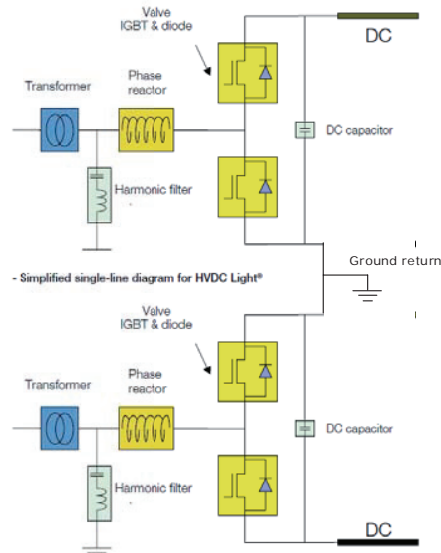 Valve
IGBT & diode
DC
Transformer
Phase
reactor
DC capacitor
Harmonic filter
Ground return
- Simplified single-line diagram for HVDC Light®
Valve
IGBT & diode
Transformer
Phase
reactor
DC capacitor
Harmonic filter
DC